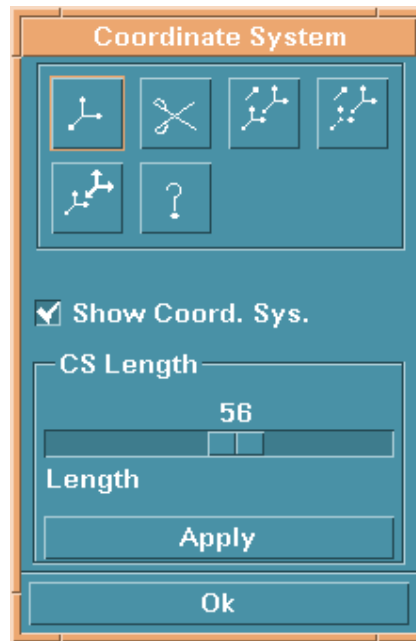 Coordinate System
?
Show Coord. Sys.
CS Length
56
Length
Apply
Ok